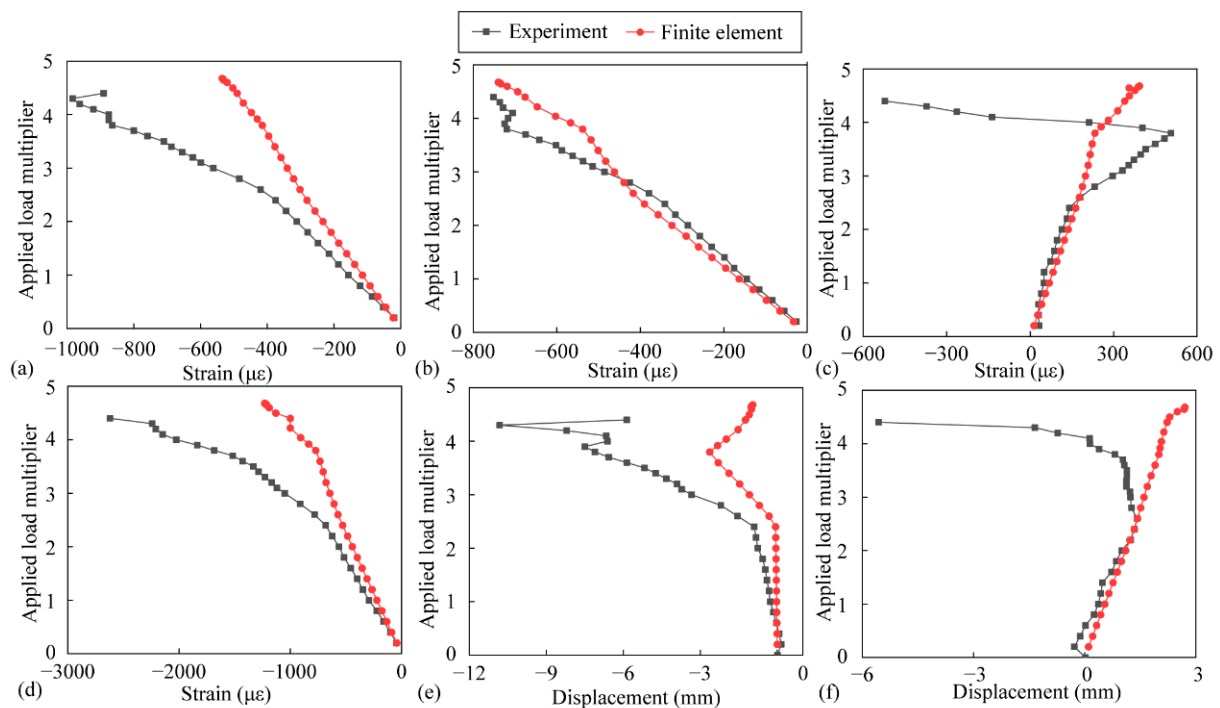 Experiment Finite element
5 5 5
4 4 4
3 3 3
2 2 2
1 1 1
0 0 0
Applied load multiplier Applied load multiplier Applied load multiplier
−1000 −800 −600 −400 −200 0
−800 −600 −400 −200 0
−600 −300 0 300 600
(a) Strain (με) (b) Strain (με) (c) Strain (με)
5 6 5
4 5 4
3 4 3
2 3 2
1 2 1
0 1 0
0
Applied load multiplier Applied load multiplier Applied load multiplier
−3000 −2000 −1000 0
−12 −9 −6 −3 0
−6 −3 0 3
(d) Strain (με) (e) Displacement (mm) (f) Displacement (mm)